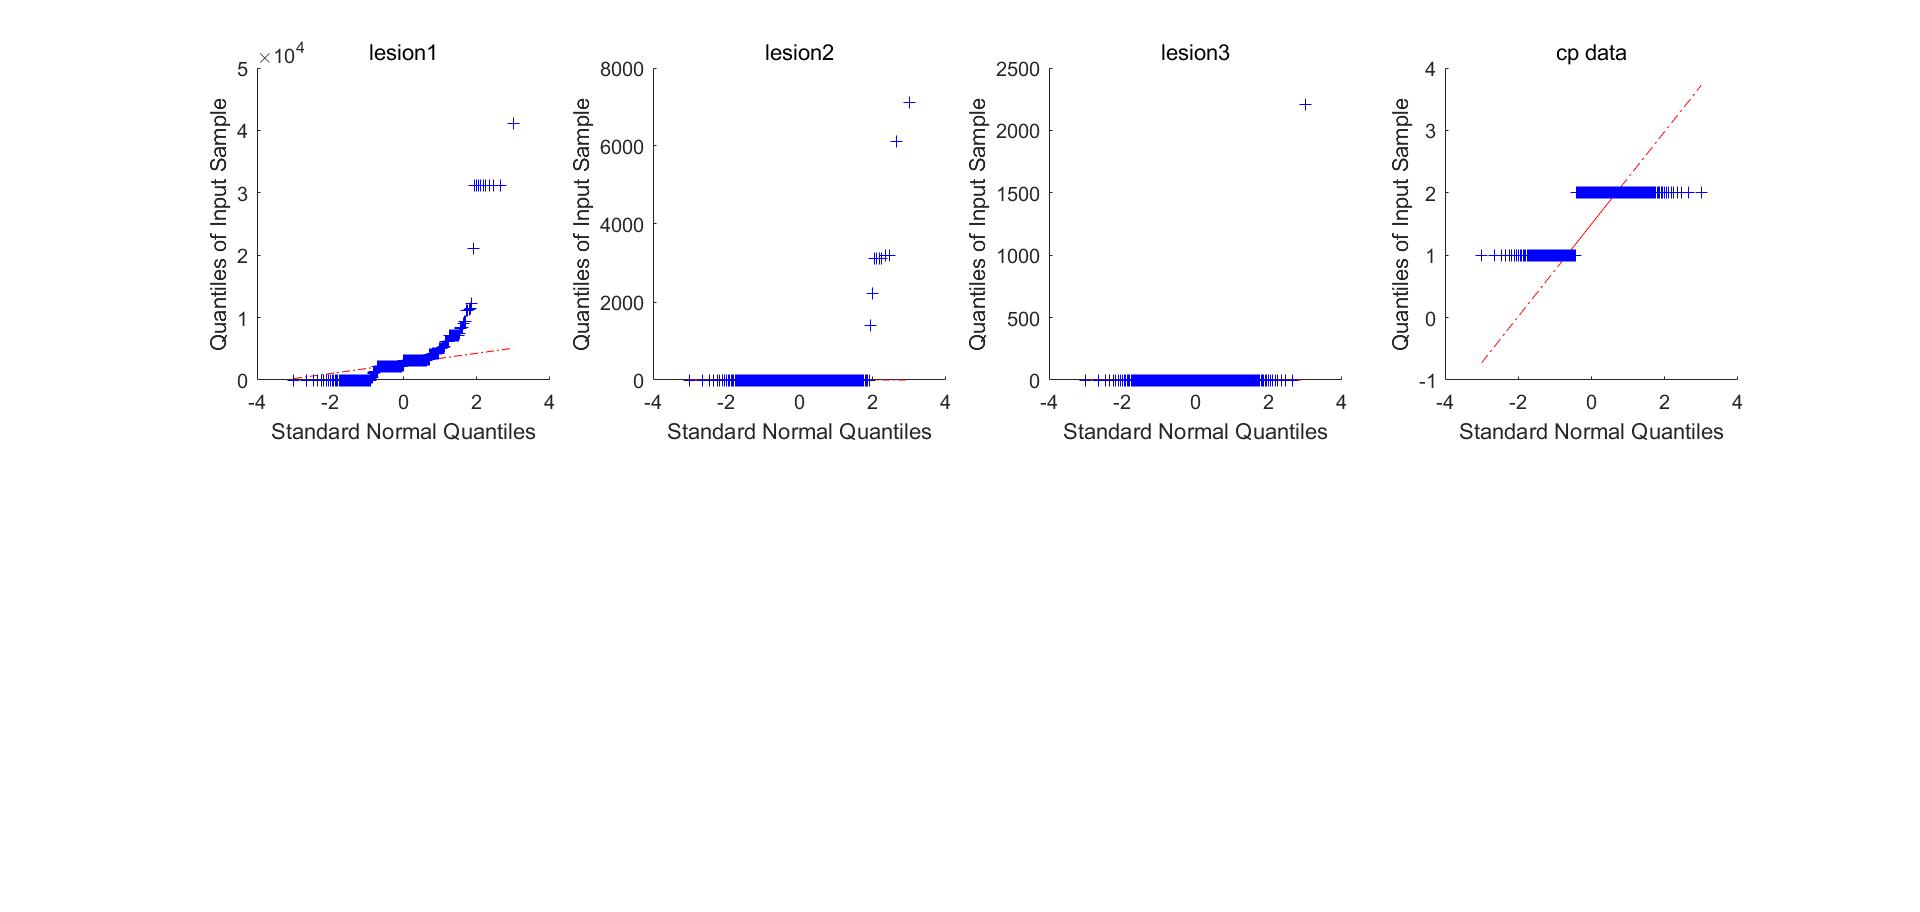 lesion1
×10⁴
5
4
3
2
1
0
-4 -2 0 2 4
Standard Normal Quantiles
Quantiles of Input Sample
lesion2
8000
6000
4000
2000
0
-4 -2 0 2 4
Standard Normal Quantiles
Quantiles of Input Sample
lesion3
2500
2000
1500
1000
500
0
-4 -2 0 2 4
Standard Normal Quantiles
Quantiles of Input Sample
cp data
4
3
2
1
0
-1
-4 -2 0 2 4
Standard Normal Quantiles
Quantiles of Input Sample